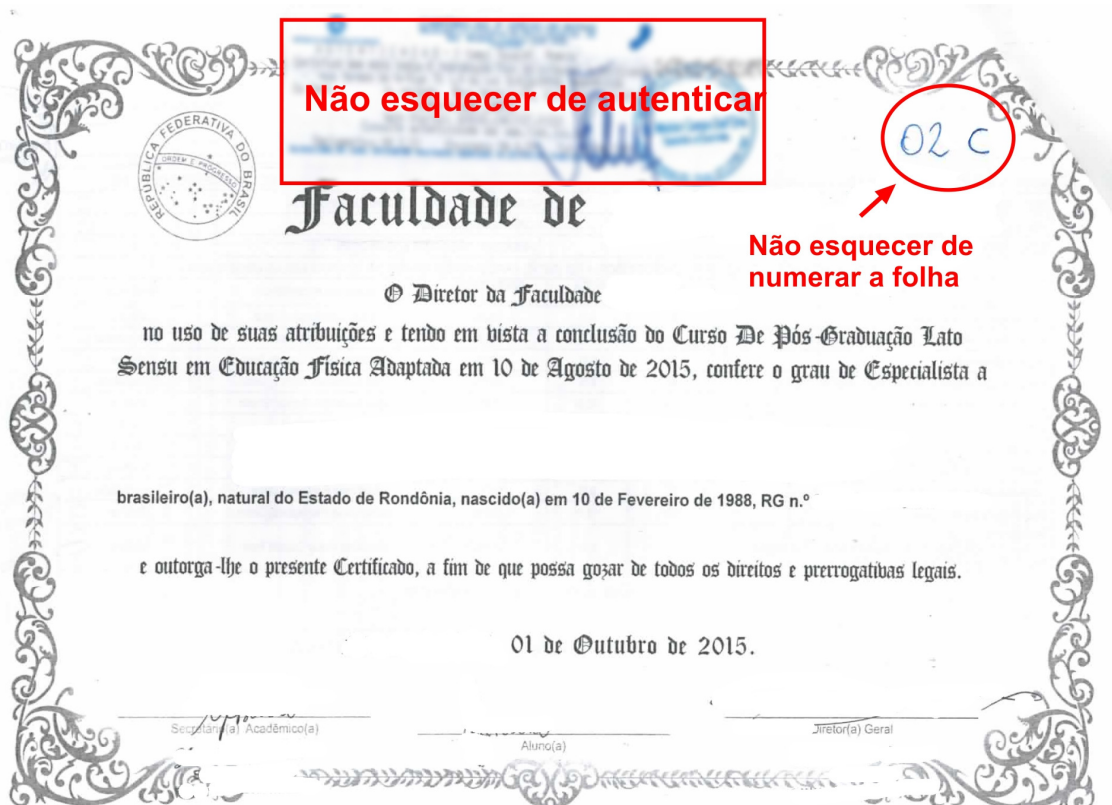 Não esquecer de autenticar
02 C
REPÚBLICA FEDERATIVA DO BRASIL
ORDEM E PROGRESSO
Faculdade de
Não esquecer de
numerar a folha
O Diretor da Faculdade
no uso de suas atribuições e tendo em vista a conclusão do Curso De Pós-Graduação Lato
Sensu em Educação Física Adaptada em 10 de Agosto de 2015, confere o grau de Especialista a
brasileiro(a), natural do Estado de Rondônia, nascido(a) em 10 de Fevereiro de 1988, RG n.º
e outorga-lhe o presente Certificado, a fim de que possa gozar de todos os direitos e prerrogativas legais.
01 de Outubro de 2015.
Secretário(a) Acadêmico(a)
Aluno(a)
Diretor(a) Geral